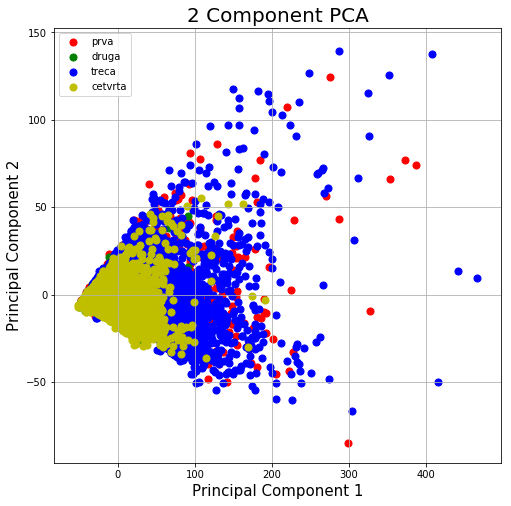 2 Component PCA
prva
druga
treca
cetvrta
150
100
50
0
−50
Principal Component 2
0
100
200
300
400
Principal Component 1